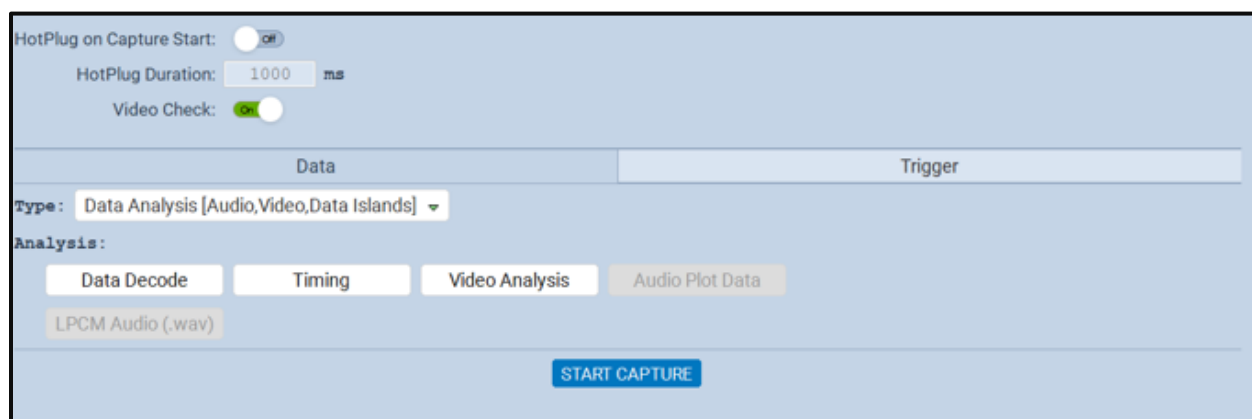 HotPlug on Capture Start: Off
HotPlug Duration: 1000 ms
Video Check: On
Data Trigger
Type: Data Analysis [Audio,Video,Data Islands]
Analysis:
Data Decode Timing Video Analysis Audio Plot Data
LPCM Audio (.wav)
START CAPTURE